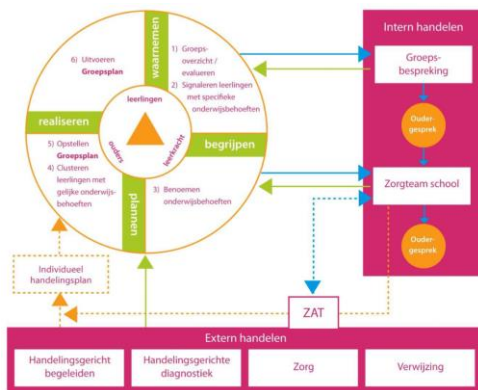 waarnemen
1) Groeps-
overzicht /
evalueren
2) Signaleren leerlingen
met specifieke
onderwijsbehoeften
begrijpen
3) Benoemen
onderwijsbehoeften
plannen
4) Clusteren
leerlingen met
gelijke onderwijs-
behoeften
5) Opstellen
Groepsplan
realiseren
6) Uitvoeren
Groepsplan
leerlingen
ouders
leerkracht
Intern handelen
Groeps-
bespreking
Ouder-
gesprek
Zorgteam school
Ouder-
gesprek
Individueel
handelingsplan
ZAT
Extern handelen
Handelingsgericht
begeleiden
Handelingsgerichte
diagnostiek
Zorg
Verwijzing